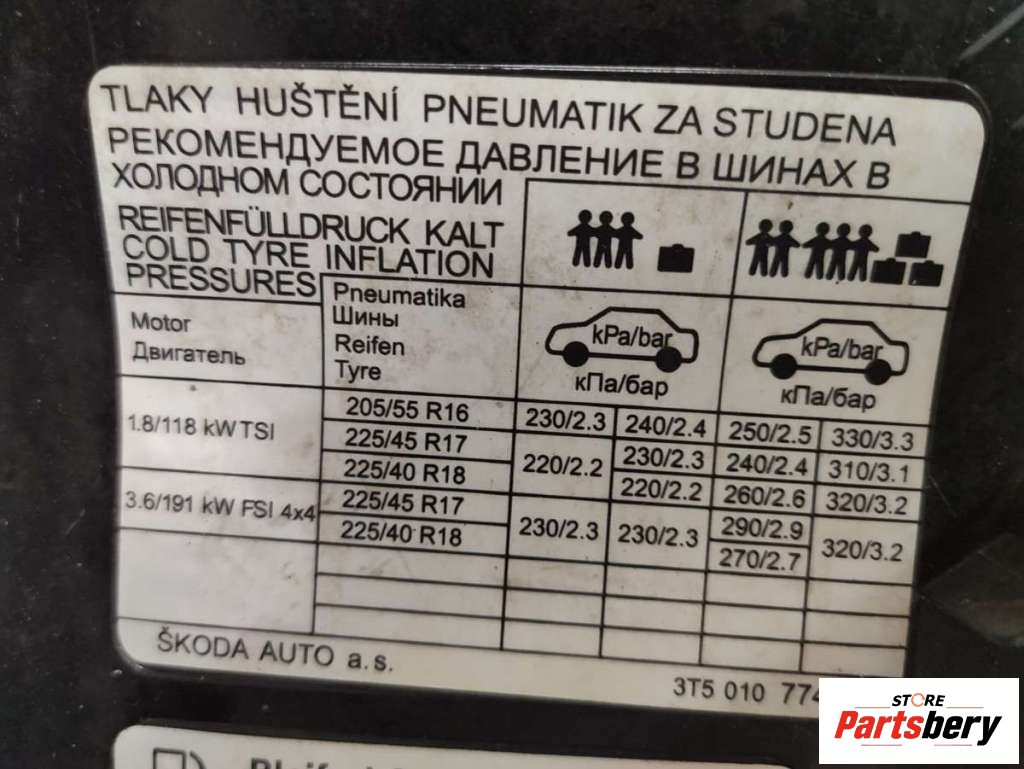 TLAKY HUŠTĚNÍ PNEUMATIK ZA STUDENA
РЕКОМЕНДУЕМОЕ ДАВЛЕНИЕ В ШИНАХ В
ХОЛОДНОМ СОСТОЯНИИ
REIFENFÜLLDRUCK KALT
COLD TYRE INFLATION
PRESSURES
Motor
Двигатель
Pneumatika
Шины
Reifen
Tyre
kPa/bar
кПа/бар
kPa/bar
кПа/бар
1.8/118 kW TSI
205/55 R16 230/2.3 240/2.4 250/2.5 330/3.3
225/45 R17 220/2.2 230/2.3 240/2.4 310/3.1
225/40 R18 220/2.2 260/2.6 320/3.2
3.6/191 kW FSI 4x4
225/45 R17 230/2.3 230/2.3 290/2.9 320/3.2
225/40 R18 270/2.7
ŠKODA AUTO a.s.
3T5 010 774
STORE
Partsbery